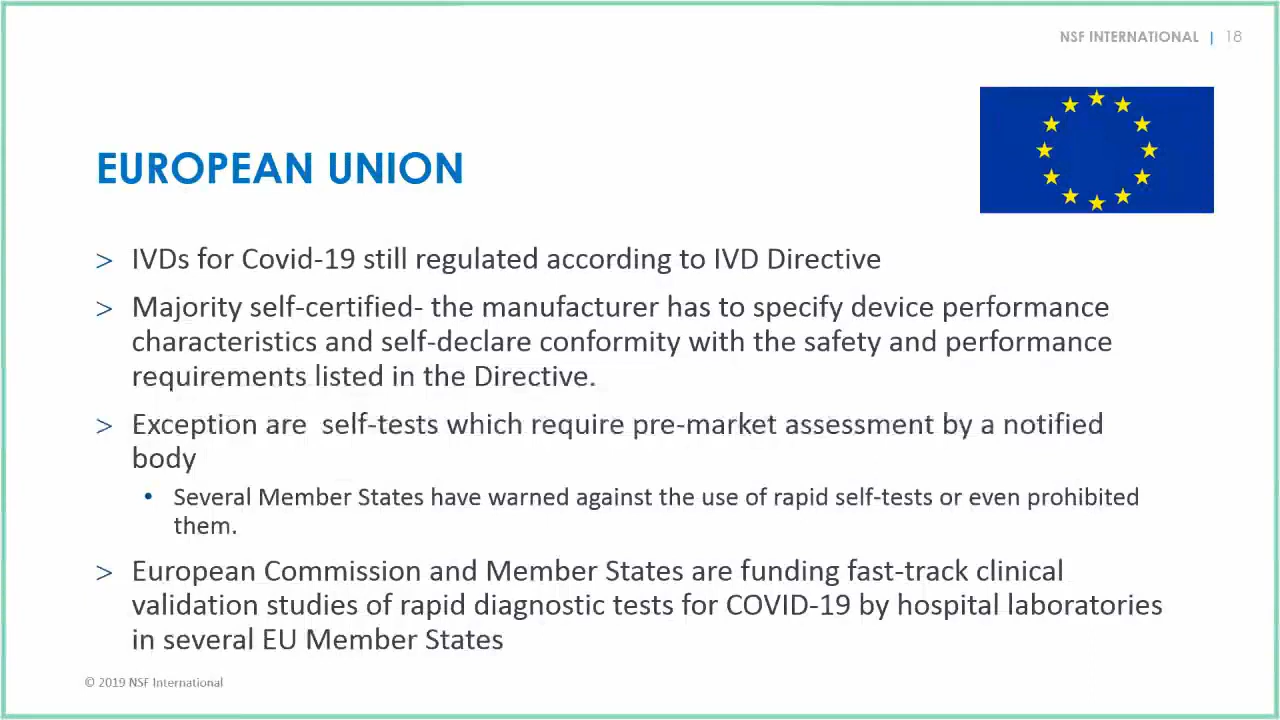 NSF INTERNATIONAL | 18
EUROPEAN UNION
> IVDs for Covid-19 still regulated according to IVD Directive
> Majority self-certified- the manufacturer has to specify device performance
characteristics and self-declare conformity with the safety and performance
requirements listed in the Directive.
> Exception are  self-tests which require pre-market assessment by a notified
body
• Several Member States have warned against the use of rapid self-tests or even prohibited
them.
> European Commission and Member States are funding fast-track clinical
validation studies of rapid diagnostic tests for COVID-19 by hospital laboratories
in several EU Member States
© 2019 NSF International